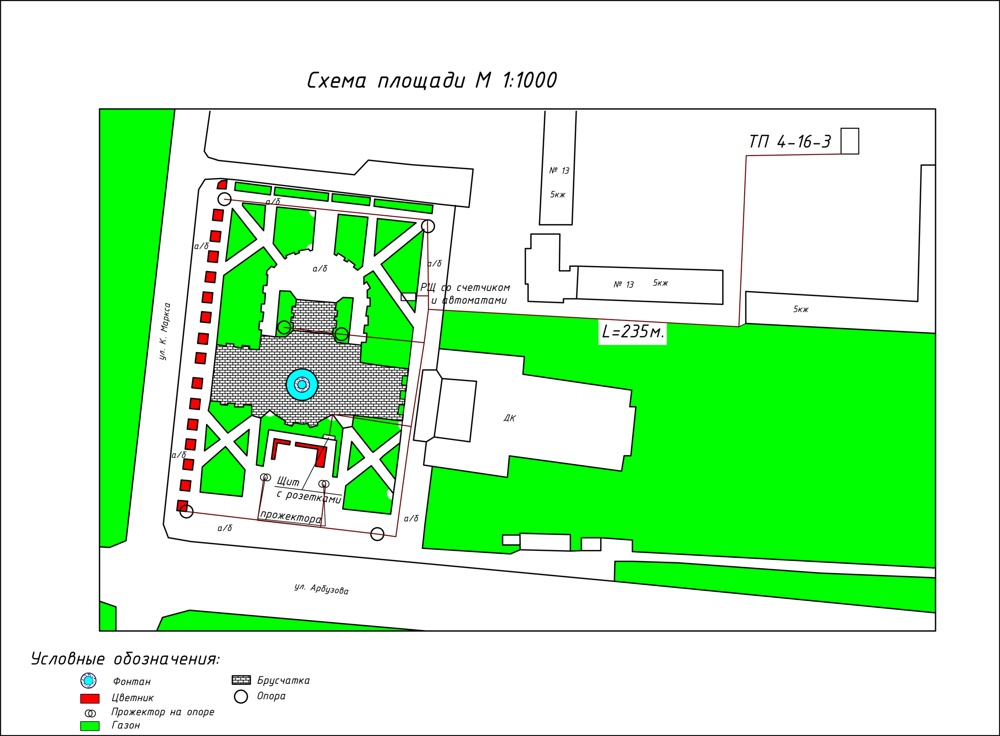 Схема площади М 1:1000
ТП 4-16-3
№ 13
5кж
а/б
а/б
а/б
а/б
РЩ со счетчиком
и автоматами
№ 13 5кж
5кж
ул. К. Маркса
L=235м.
ДК
а/б
Щит
с розетками
прожектора
а/б
а/б
ул. Арбузова
Условные обозначения:
Фонтан
Цветник
Прожектор на опоре
Газон
Брусчатка
Опора